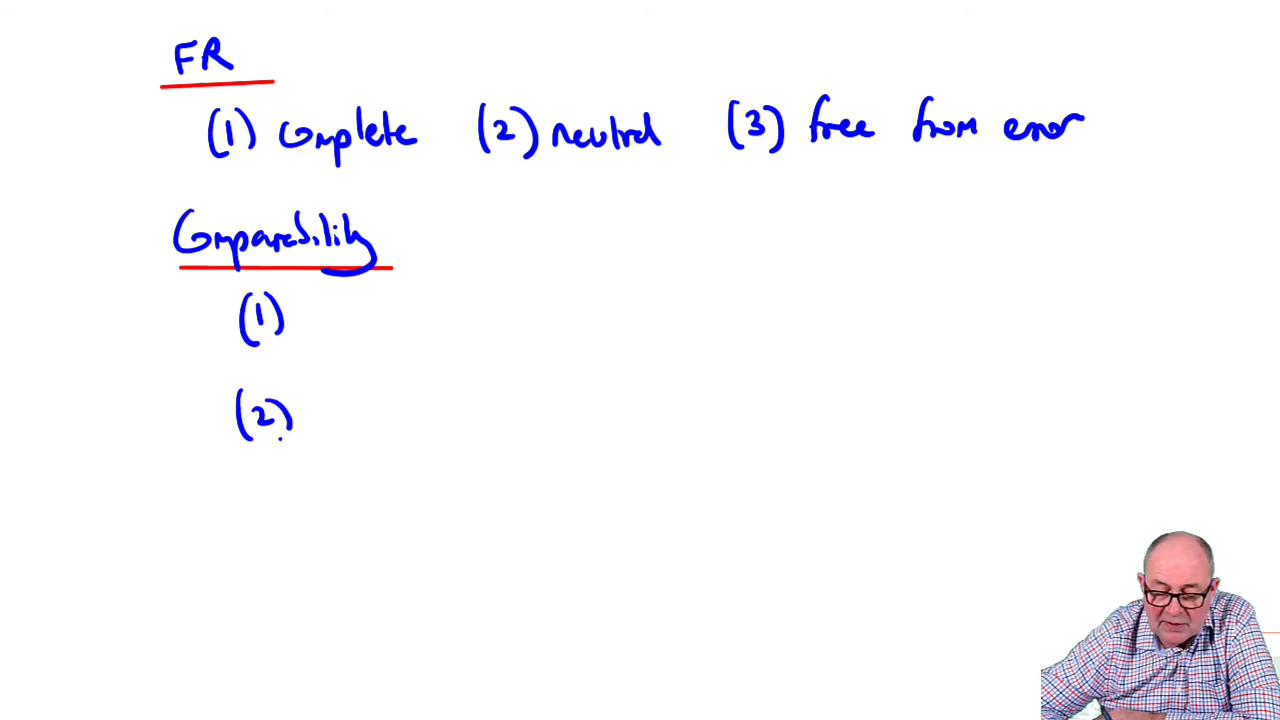 FR
(1) complete (2) neutral (3) free from error
Comparability
(1)
(2)